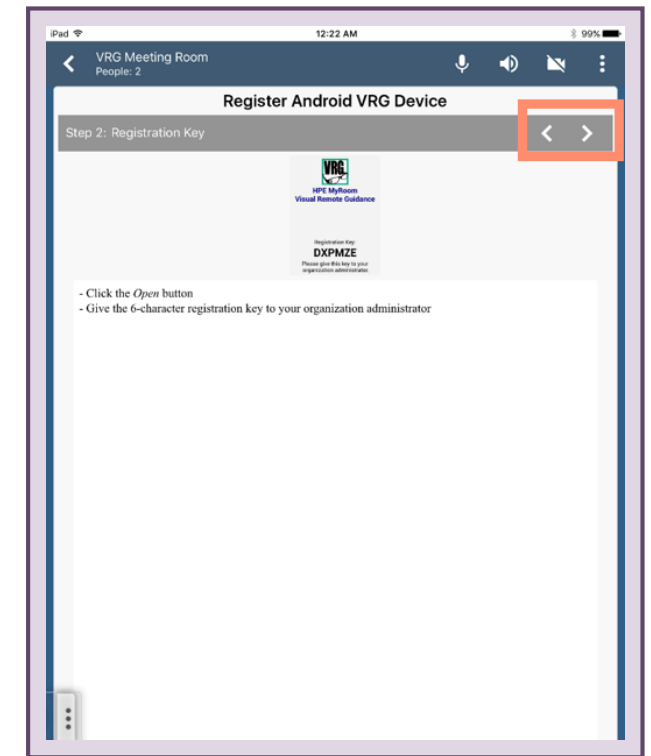 iPad 12:22 AM 99%
VRG Meeting Room
People: 2
Register Android VRG Device
Step 2: Registration Key
VRG
HPE MyRoom
Visual Remote Guidance
Registration Key:
DXPMZE
Please give this key to your
organization administrator.
- Click the Open button
- Give the 6-character registration key to your organization administrator